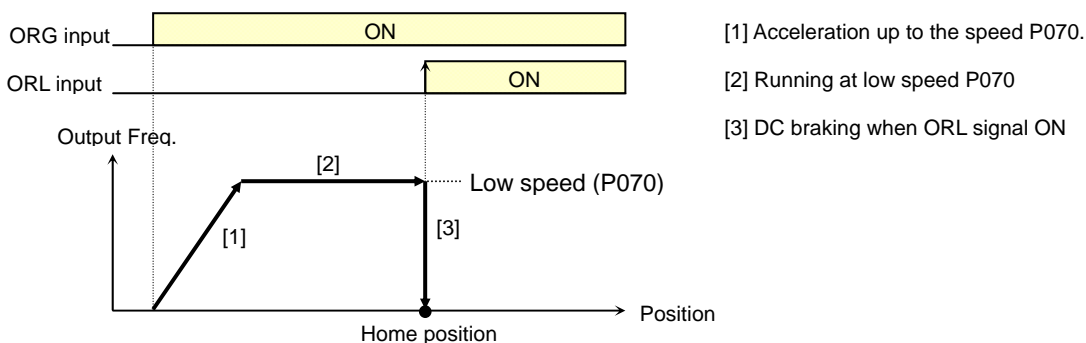 ORG input
ON
ORL input
ON
Output Freq.
[1]
[2]
[3]
Low speed (P070)
Position
Home position
[1] Acceleration up to the speed P070.
[2] Running at low speed P070
[3] DC braking when ORL signal ON